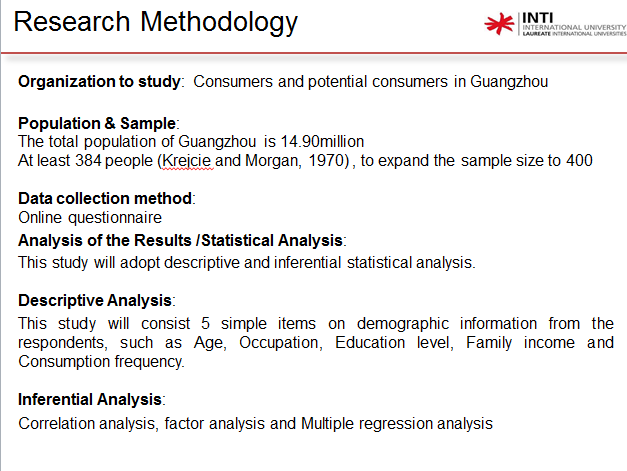 Research Methodology
INTI
INTERNATIONAL UNIVERSITY
LAUREATE INTERNATIONAL UNIVERSITIES
Organization to study: Consumers and potential consumers in Guangzhou
Population & Sample:
The total population of Guangzhou is 14.90million
At least 384 people (Krejcie and Morgan, 1970), to expand the sample size to 400
Data collection method:
Online questionnaire
Analysis of the Results /Statistical Analysis:
This study will adopt descriptive and inferential statistical analysis.
Descriptive Analysis:
This study will consist 5 simple items on demographic information from the
respondents, such as Age, Occupation, Education level, Family income and
Consumption frequency.
Inferential Analysis:
Correlation analysis, factor analysis and Multiple regression analysis